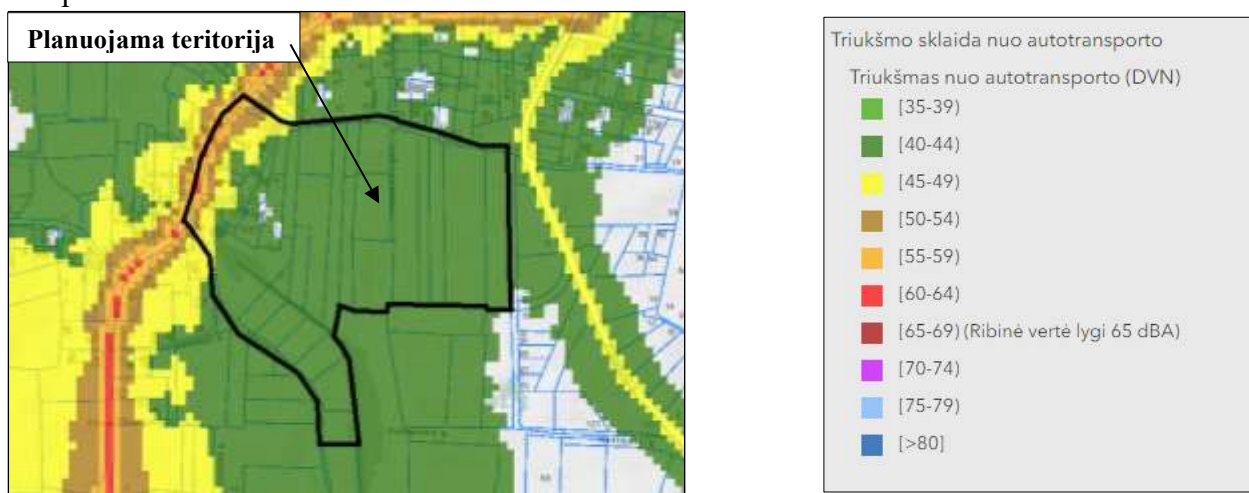 Planuojama teritorija
Triukšmo sklaida nuo autotransporto
Triukšmas nuo autotransporto (DVN)
[35-39)
[40-44)
[45-49)
[50-54)
[55-59)
[60-64)
[65-69) (Ribinė vertė lygi 65 dBA)
[70-74)
[75-79)
[>80]